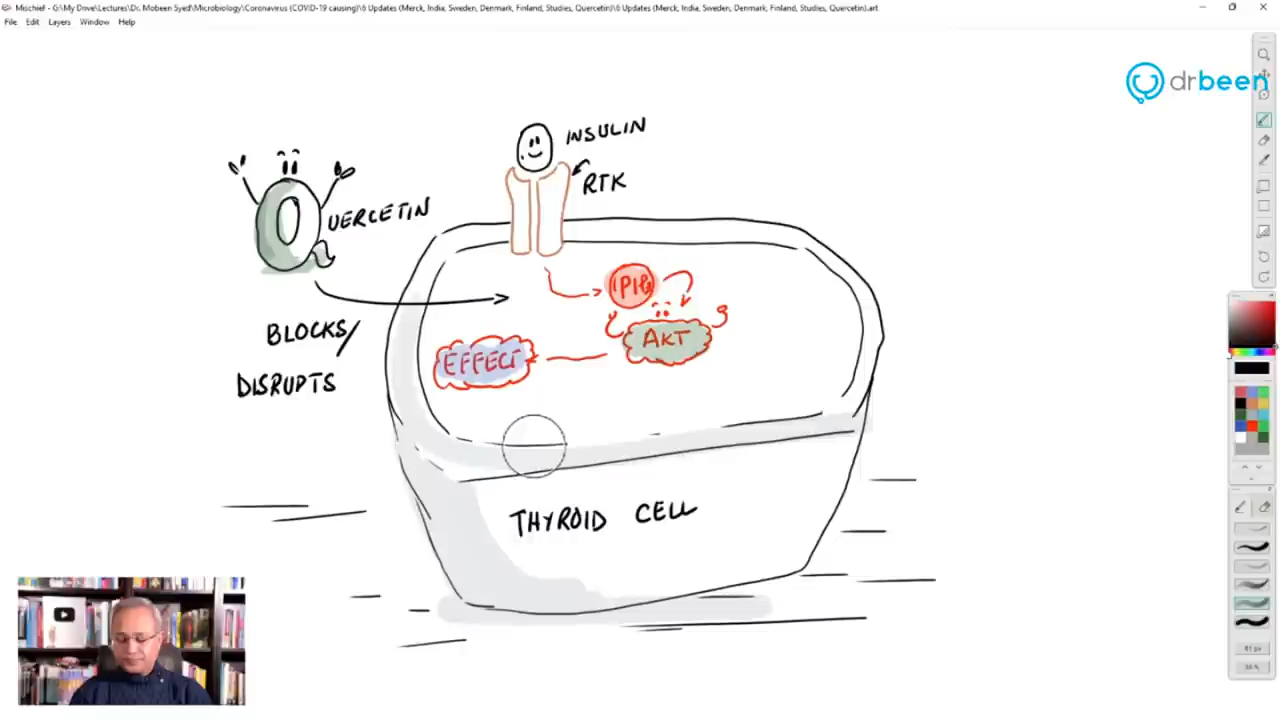 Mischief - G:\My Drive\Lectures\Dr. Mobeen Syed\Microbiology\Coronavirus (COVID-19 causing)\6 Updates (Merck, India, Sweden, Denmark, Finland, Studies, Quercetin)\6 Updates (Merck, India, Sweden, Denmark, Finland, Studies, Quercetin).art
File Edit Layers Window Help
drbeen
INSULIN
RTK
QUERCETIN
PIP3
AKT
EFFECT
BLOCKS/
DISRUPTS
THYROID CELL